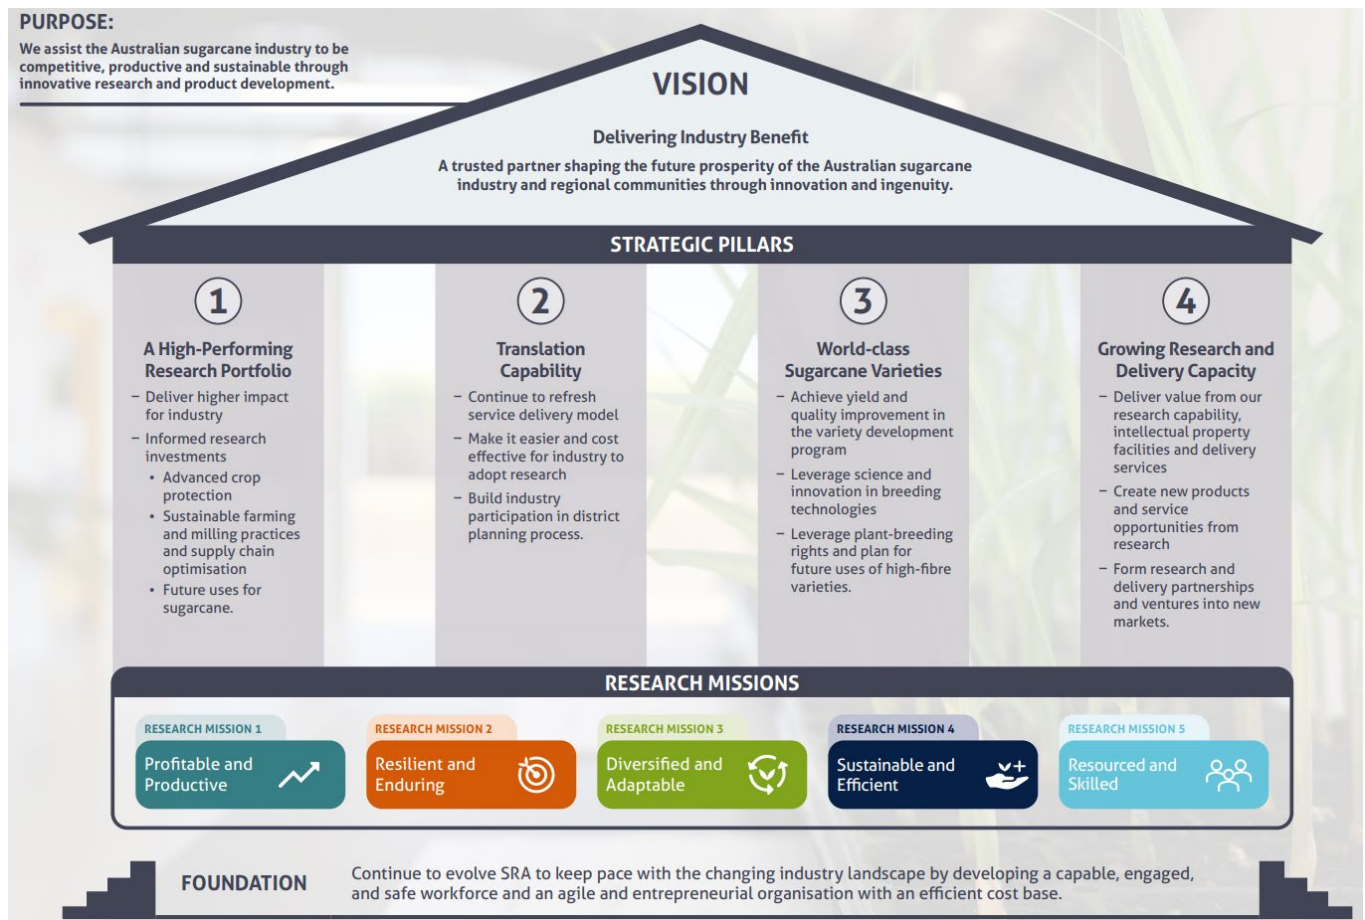 PURPOSE:
We assist the Australian sugarcane industry to be
competitive, productive and sustainable through
innovative research and product development.
VISION
Delivering Industry Benefit
A trusted partner shaping the future prosperity of the Australian sugarcane
industry and regional communities through innovation and ingenuity.
STRATEGIC PILLARS
1
A High-Performing
Research Portfolio
– Deliver higher impact
for industry
– Informed research
investments
• Advanced crop
protection
• Sustainable farming
and milling practices
and supply chain
optimisation
• Future uses for
sugarcane.
2
Translation
Capability
– Continue to refresh
service delivery model
– Make it easier and cost
effective for industry to
adopt research
– Build industry
participation in district
planning process.
3
World-class
Sugarcane Varieties
– Achieve yield and
quality improvement in
the variety development
program
– Leverage science and
innovation in breeding
technologies
– Leverage plant-breeding
rights and plan for
future uses of high-fibre
varieties.
4
Growing Research and
Delivery Capacity
– Deliver value from our
research capability,
intellectual property
facilities and delivery
services
– Create new products
and service
opportunities from
research
– Form research and
delivery partnerships
and ventures into new
markets.
RESEARCH MISSIONS
RESEARCH MISSION 1
Profitable and
Productive
RESEARCH MISSION 2
Resilient and
Enduring
RESEARCH MISSION 3
Diversified and
Adaptable
RESEARCH MISSION 4
Sustainable and
Efficient
RESEARCH MISSION 5
Resourced and
Skilled
FOUNDATION
Continue to evolve SRA to keep pace with the changing industry landscape by developing a capable, engaged,
and safe workforce and an agile and entrepreneurial organisation with an efficient cost base.